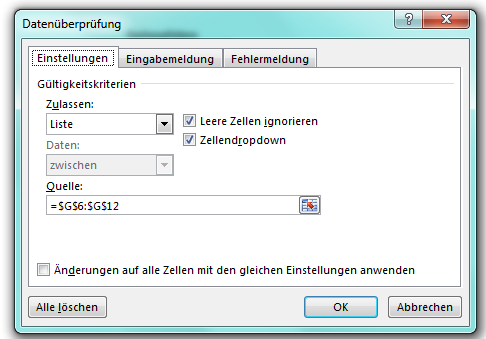 Datenüberprüfung
Einstellungen Eingabemeldung Fehlermeldung
Gültigkeitskriterien
Zulassen:
Liste
Leere Zellen ignorieren
Daten:
Zellendropdown
zwischen
Quelle:
=$G$6:$G$12
Änderungen auf alle Zellen mit den gleichen Einstellungen anwenden
Alle löschen OK Abbrechen